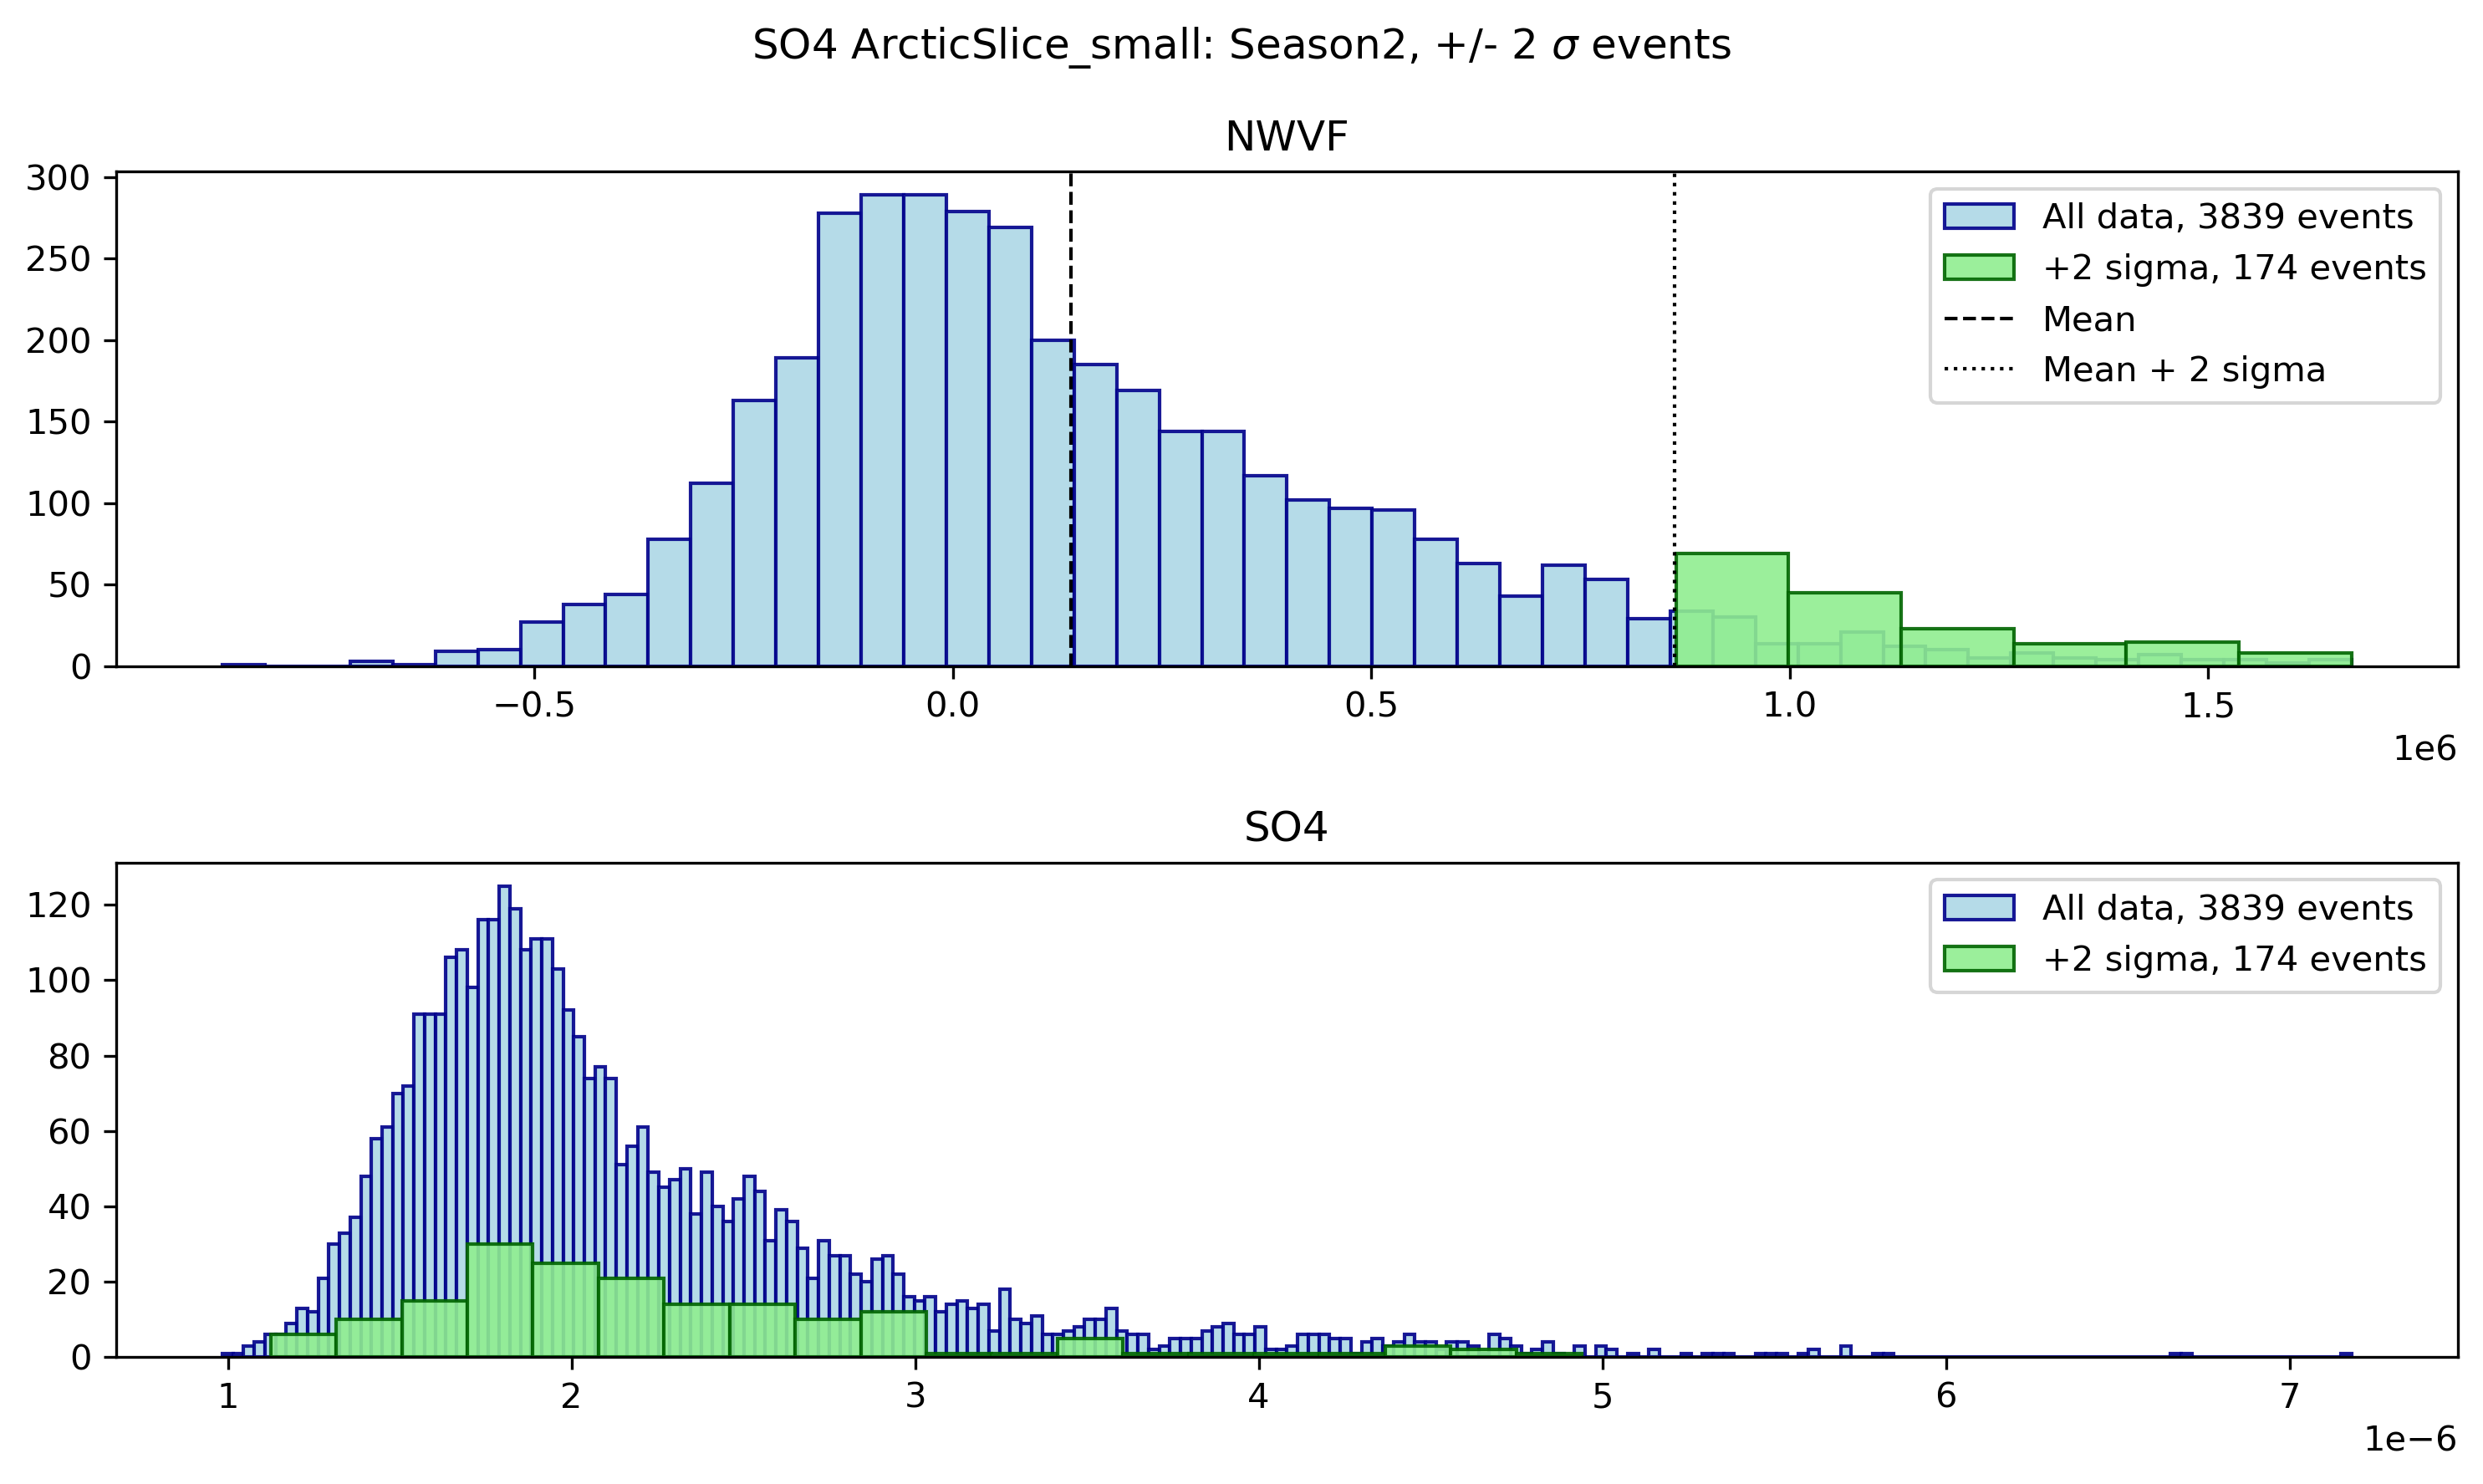 SO4 ArcticSlice_small: Season2, +/- 2 σ events
NWVF
300
250
200
150
100
50
0
All data, 3839 events
+2 sigma, 174 events
Mean
Mean + 2 sigma
−0.5 0.0 0.5 1.0 1.5
1e6
SO4
120
100
80
60
40
20
0
All data, 3839 events
+2 sigma, 174 events
1 2 3 4 5 6 7
1e−6